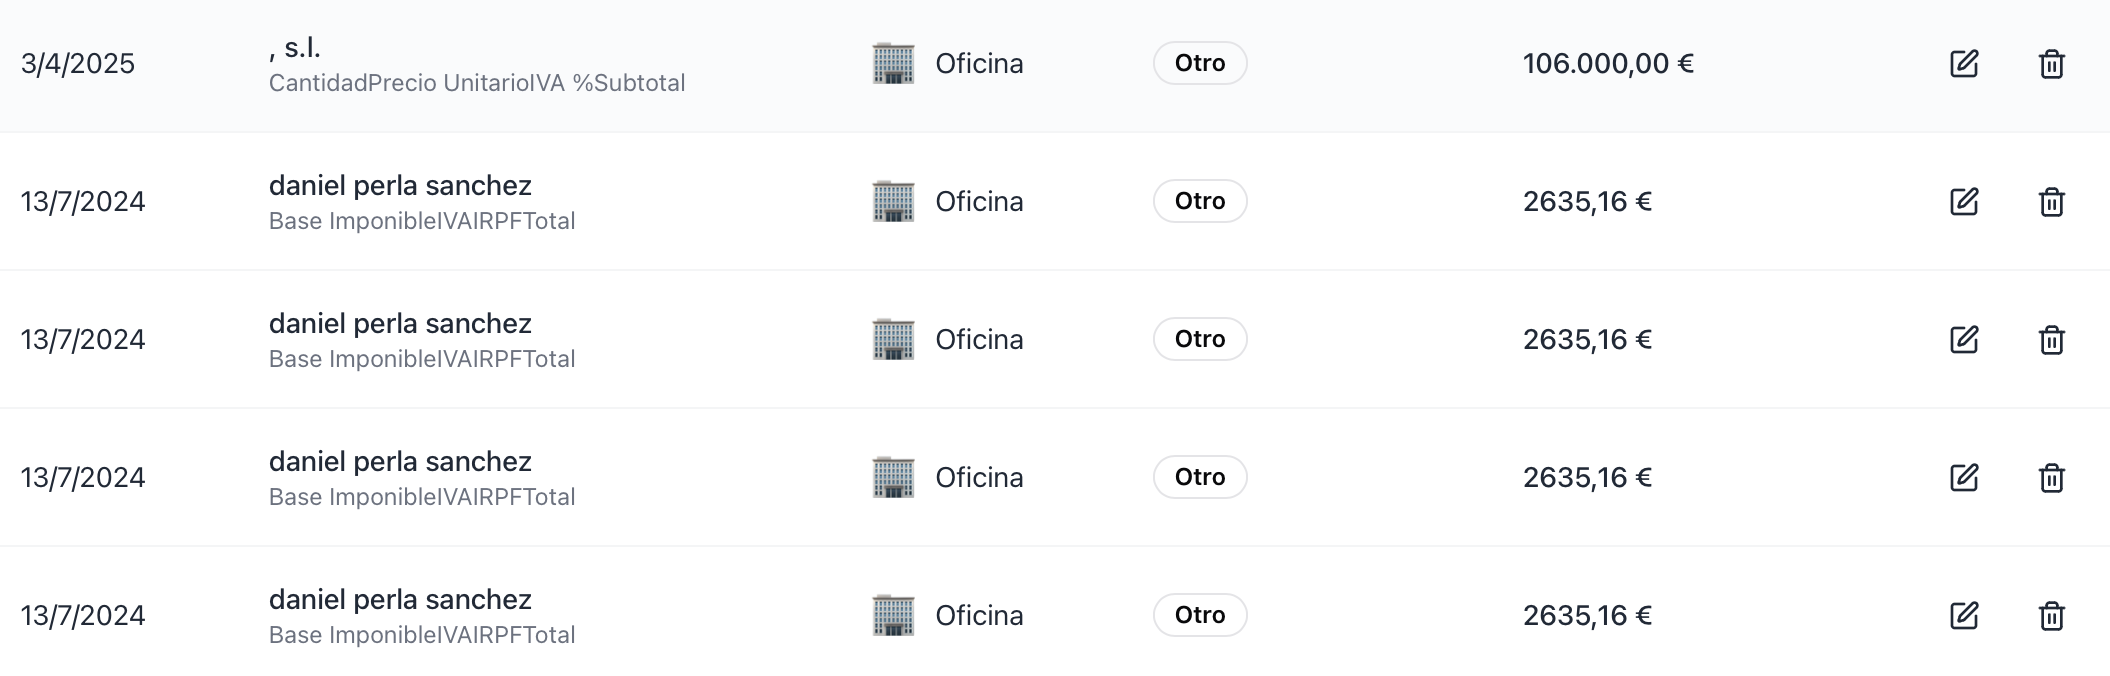 3/4/2025
, s.l.
CantidadPrecio UnitarioIVA %Subtotal
Oficina
Otro
106.000,00 €
13/7/2024
daniel perla sanchez
Base ImponibleIVAIRPFTotal
Oficina
Otro
2635,16 €
13/7/2024
daniel perla sanchez
Base ImponibleIVAIRPFTotal
Oficina
Otro
2635,16 €
13/7/2024
daniel perla sanchez
Base ImponibleIVAIRPFTotal
Oficina
Otro
2635,16 €
13/7/2024
daniel perla sanchez
Base ImponibleIVAIRPFTotal
Oficina
Otro
2635,16 €